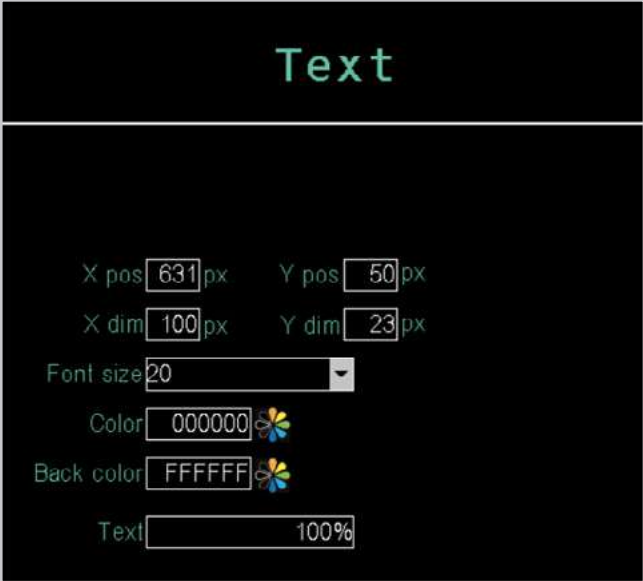 Text
X pos 631 px Y pos 50 px
X dim 100 px Y dim 23 px
Font size 20
Color 000000
Back color FFFFFF
Text 100%